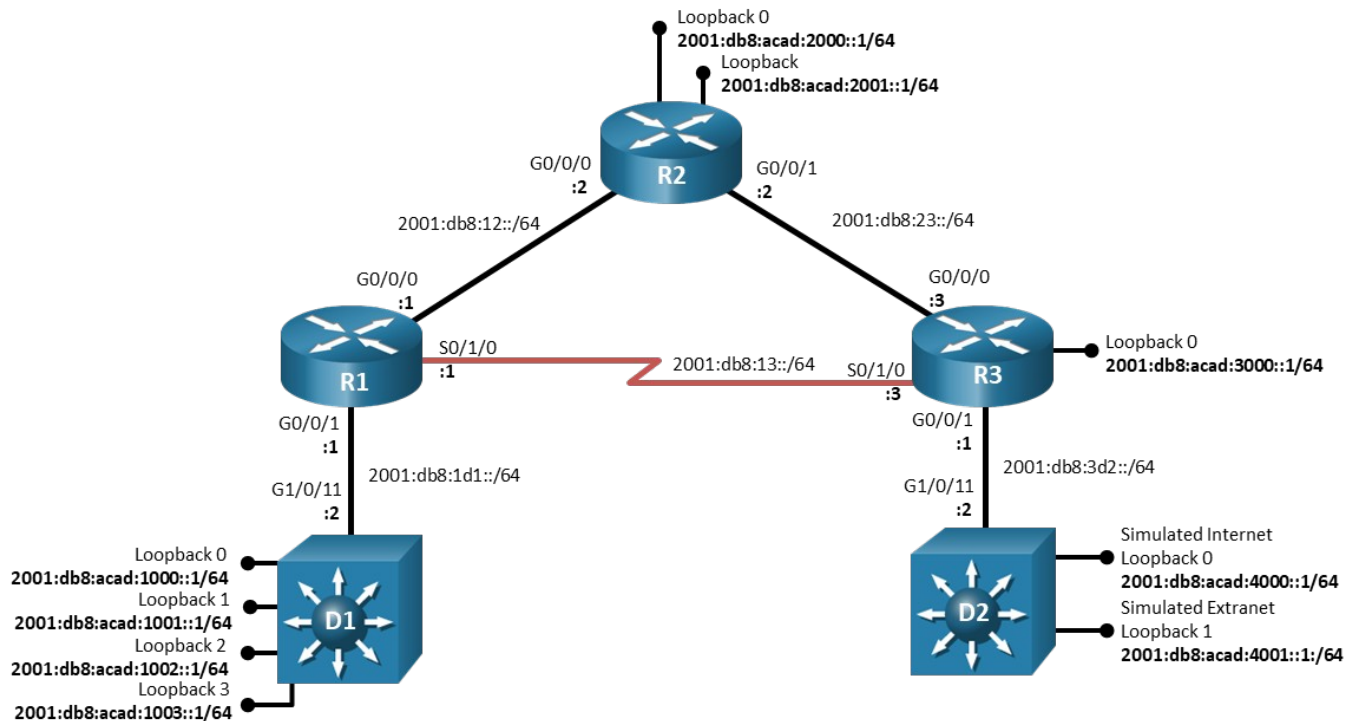 Loopback 0
2001:db8:acad:2000::1/64
Loopback
2001:db8:acad:2001::1/64
G0/0/0
:2
R2
G0/0/1
:2
2001:db8:12::/64
2001:db8:23::/64
G0/0/0
:1
G0/0/0
:3
R1
S0/1/0
:1
2001:db8:13::/64
S0/1/0
:3
R3
Loopback 0
2001:db8:acad:3000::1/64
G0/0/1
:1
2001:db8:1d1::/64
G1/0/11
:2
G0/0/1
:1
2001:db8:3d2::/64
G1/0/11
:2
Loopback 0
2001:db8:acad:1000::1/64
Loopback 1
2001:db8:acad:1001::1/64
Loopback 2
2001:db8:acad:1002::1/64
Loopback 3
2001:db8:acad:1003::1/64
D1
D2
Simulated Internet
Loopback 0
2001:db8:acad:4000::1/64
Simulated Extranet
Loopback 1
2001:db8:acad:4001::1:/64